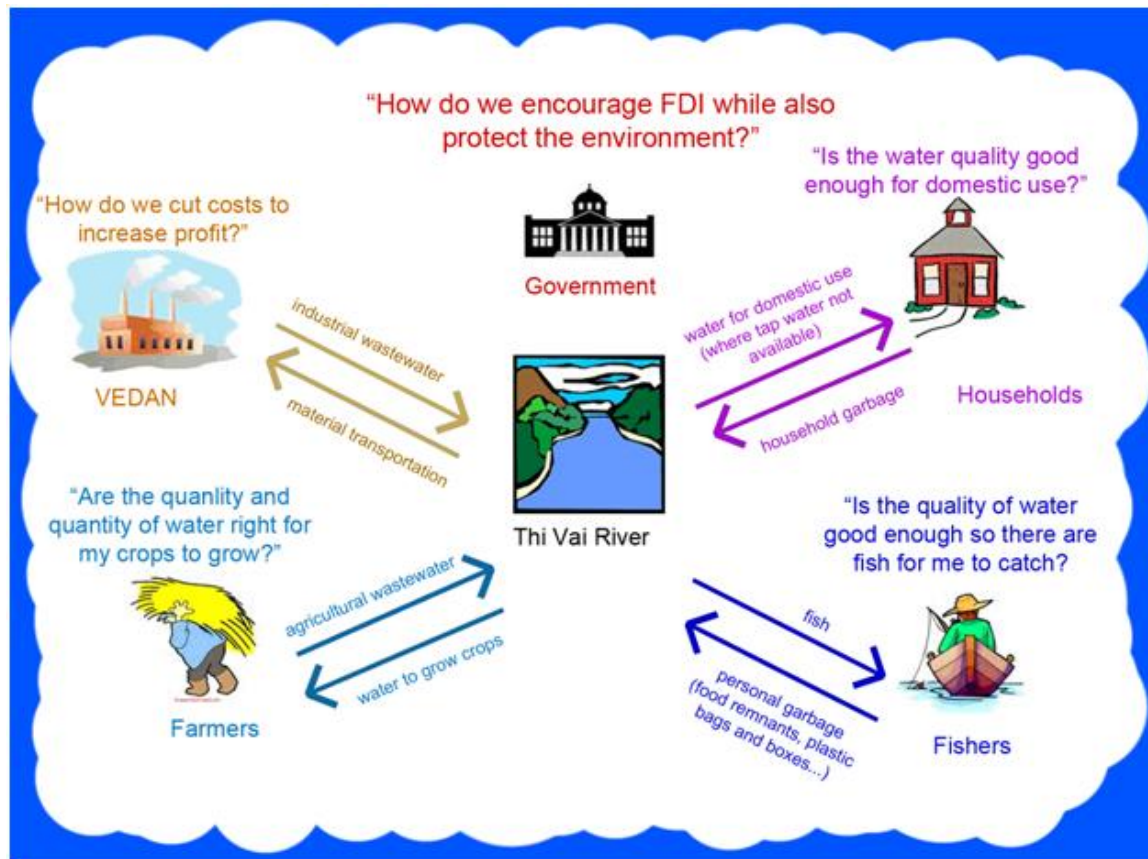 “How do we encourage FDI while also
protect the environment?”
“Is the water quality good
enough for domestic use?”
“How do we cut costs to
increase profit?”
Government
industrial wastewater
material transportation
VEDAN
water for domestic use
(where tap water not
available)
household garbage
Households
“Are the quanlity and
quantity of water right for
my crops to grow?”
Thi Vai River
“Is the quality of water
good enough so there are
fish for me to catch?
agricultural wastewater
water to grow crops
Farmers
fish
personal garbage
(food remnants, plastic
bags and boxes...)
Fishers